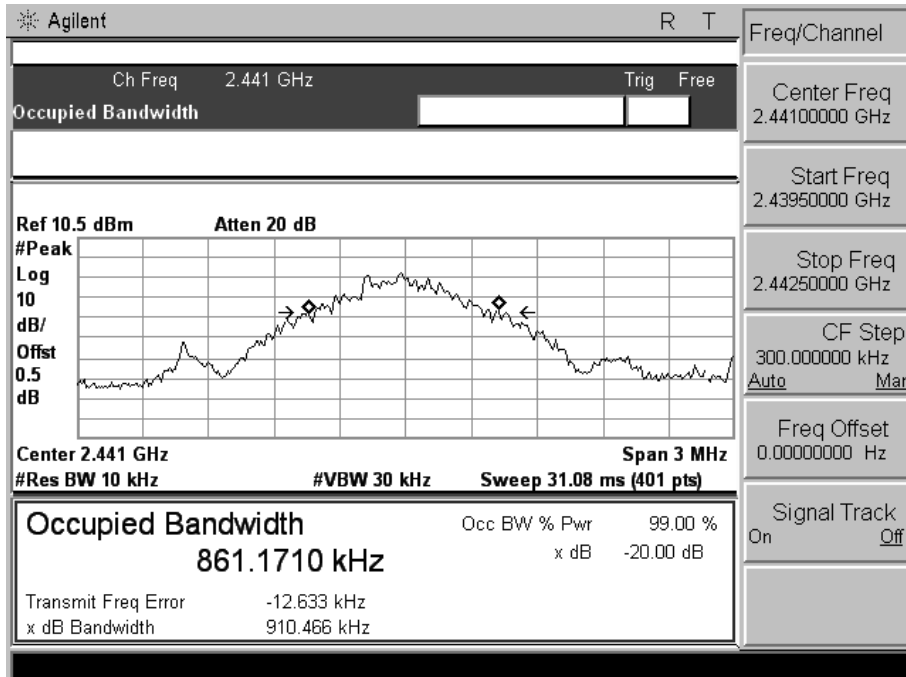 Agilent R T
Ch Freq 2.441 GHz Trig Free
Occupied Bandwidth
Ref 10.5 dBm Atten 20 dB
#Peak
Log
10
dB/
Offst
0.5
dB
Center 2.441 GHz Span 3 MHz
#Res BW 10 kHz #VBW 30 kHz Sweep 31.08 ms (401 pts)
Occupied Bandwidth
861.1710 kHz
Occ BW % Pwr 99.00 %
x dB -20.00 dB
Transmit Freq Error -12.633 kHz
x dB Bandwidth 910.466 kHz
Freq/Channel
Center Freq
2.44100000 GHz
Start Freq
2.43950000 GHz
Stop Freq
2.44250000 GHz
CF Step
300.000000 kHz
Auto Man
Freq Offset
0.00000000 Hz
Signal Track
On Off